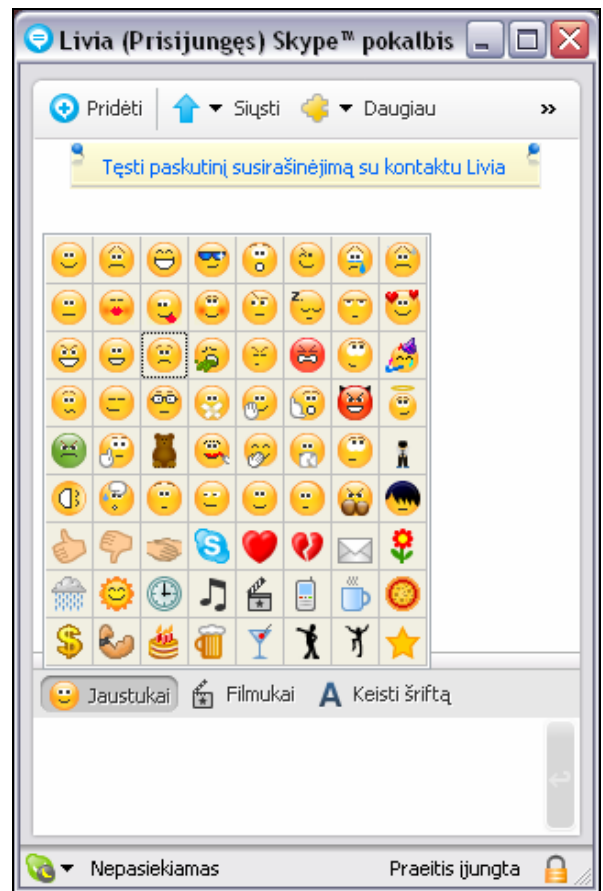 Livia (Prisijungęs) Skype™ pokalbis
Pridėti Siųsti Daugiau »
Tęsti paskutinį susirašinėjimą su kontaktu Livia
Jaustukai Filmukai A Keisti šriftą
Nepasiekiamas Praeitis įjungta